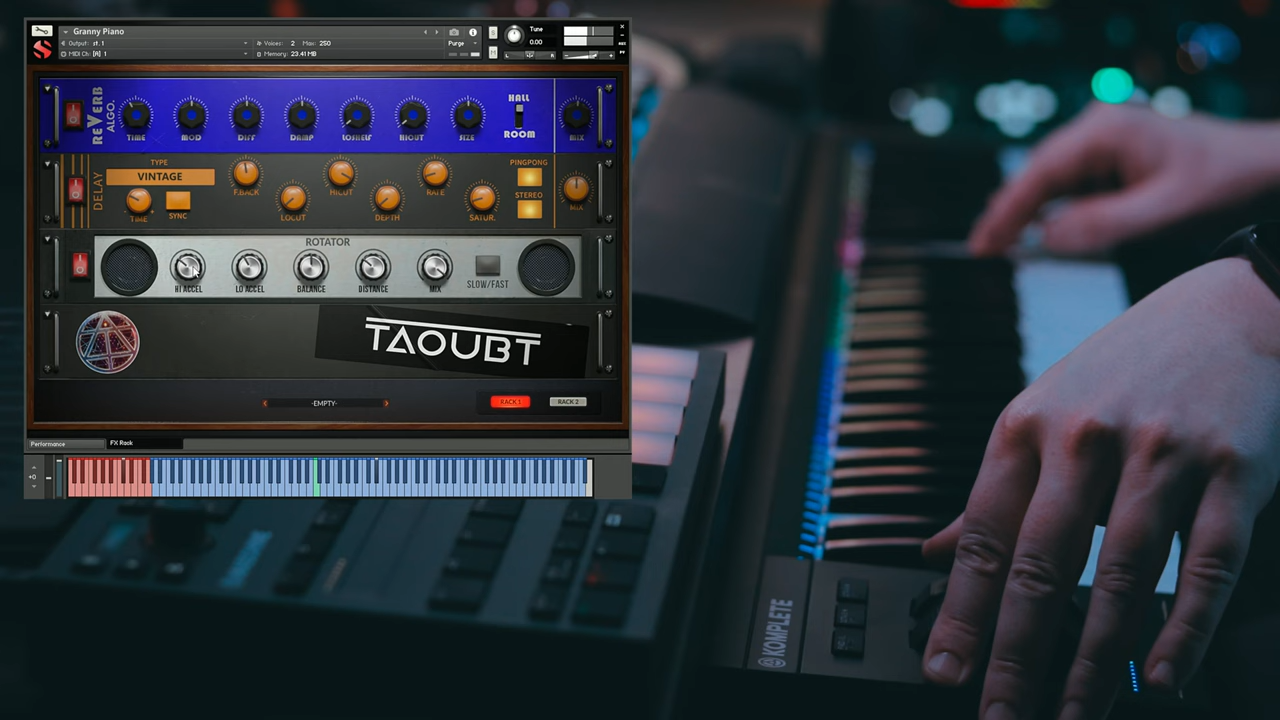 Granny Piano
Output: st.1
Voices: 2 Max: 250
Purge
MIDI Ch: [A] 1
Memory: 23.41 MB
S
M
Tune
0.00
L R
REVERB
ALGO.
TIME MOD DIFF DAMP LOSHELF HICUT SIZE
HALL
ROOM
MIX
DELAY
TYPE
VINTAGE
TIME
SYNC
F.BACK
LOCUT
HICUT
DEPTH
RATE
SATUR.
PINGPONG
STEREO
MIX
ROTATOR
HI ACCEL LO ACCEL BALANCE DISTANCE MIX SLOW/FAST
TAOUBT
-EMPTY-
RACK 1 RACK 2
Performance FX Rack
+0
KOMPLETE